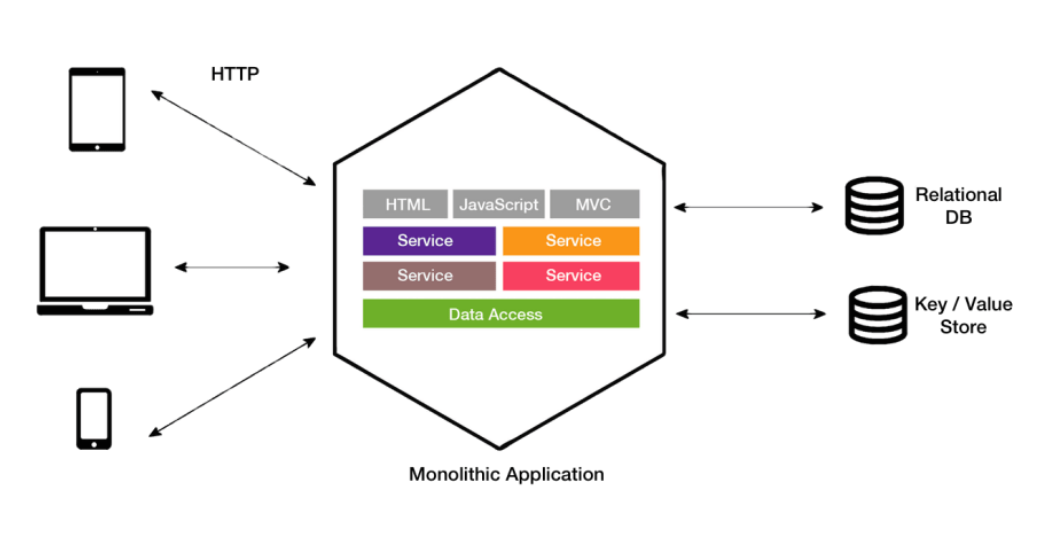 HTTP
HTML
JavaScript
MVC
Service
Service
Service
Service
Data Access
Relational
DB
Key / Value
Store
Monolithic Application